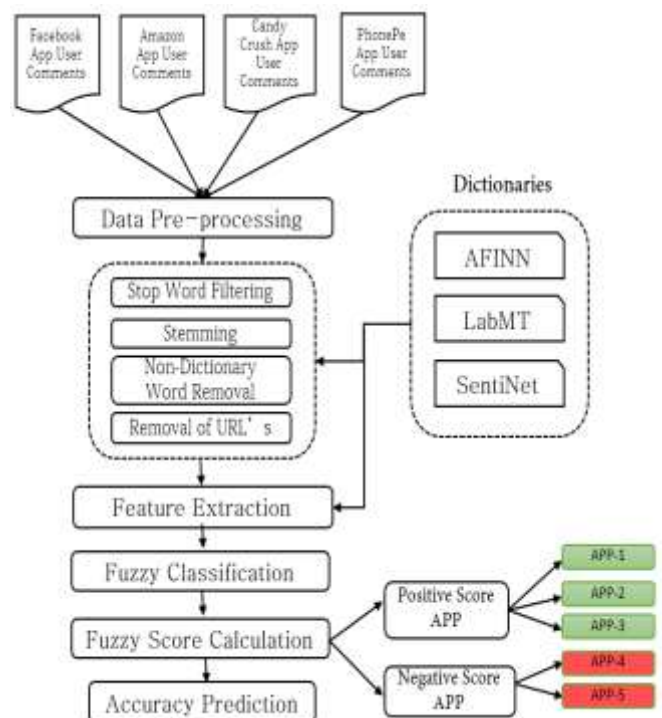 Facebook
App User
Comments
Amazon
App User
Comments
Candy
Crush App
User
Comments
PhonePe
App User
Comments
Data Pre-processing
Stop Word Filtering
Stemming
Non-Dictionary
Word Removal
Removal of URL's
Dictionaries
AFINN
LabMT
SentiNet
Feature Extraction
Fuzzy Classification
Fuzzy Score Calculation
Accuracy Prediction
Positive Score
APP
Negative Score
APP
APP-1
APP-2
APP-3
APP-4
APP-5